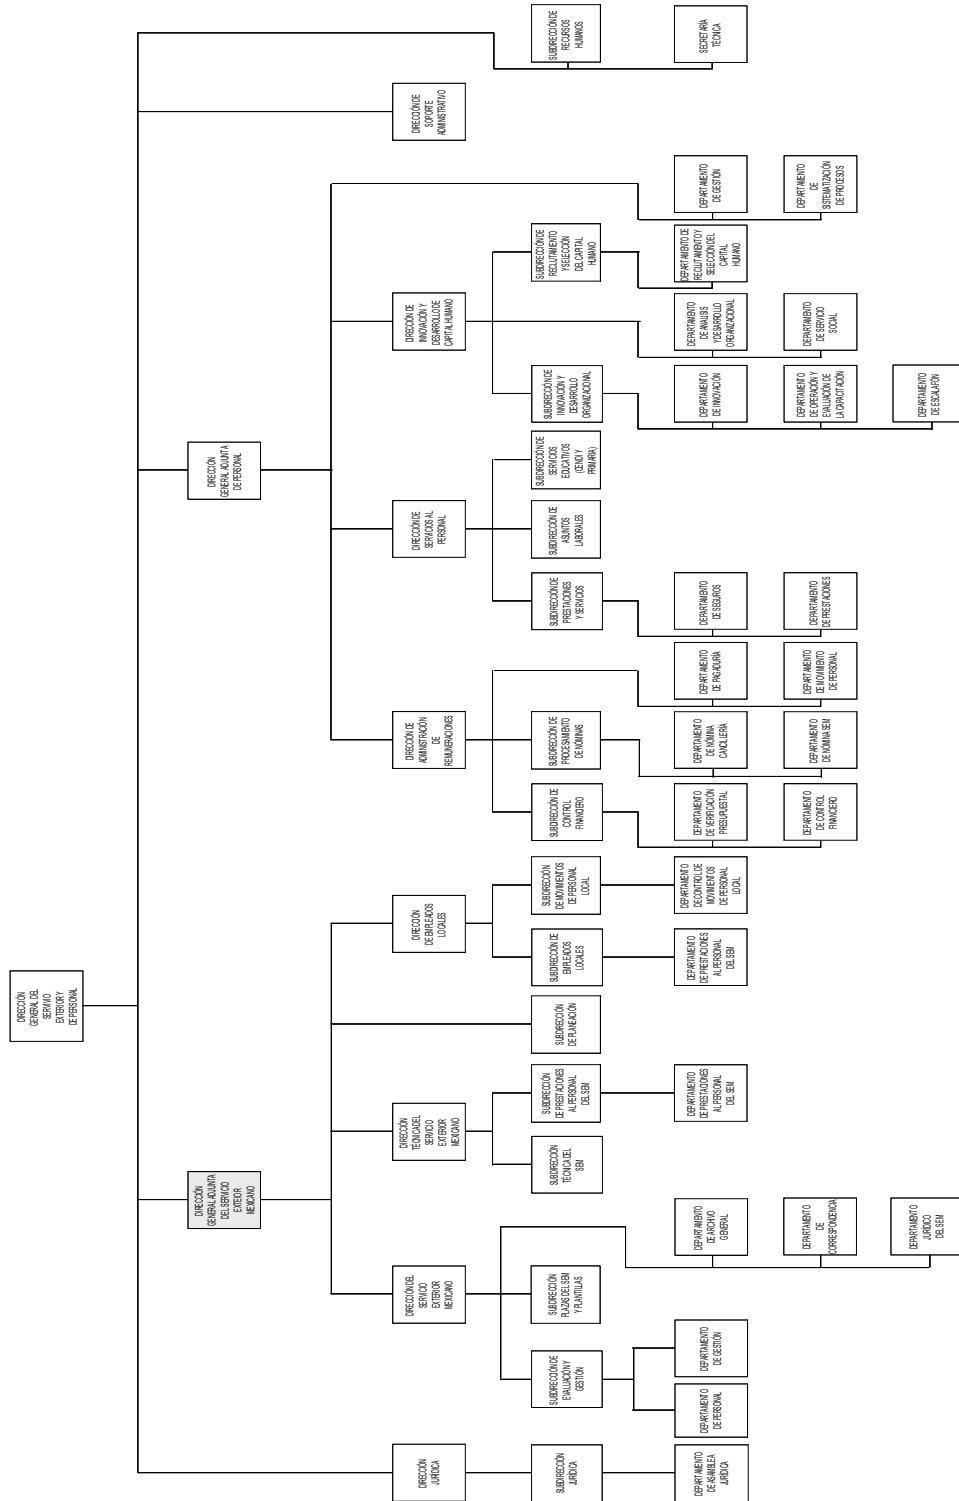 DIRECCIÓN
GENERAL DEL
SERVIVIO
EXTERIOR Y
DE PERSONAL
DIRECCIÓN
GENERAL ADJUNTA
DEL SERVICIO
EXTEIOR
MEXICANO
DIRECCIÓN
GENERAL ADJUNTA
DE PERSONAL
DIRECCIÓN
JURÍDICA
DIRECCIÓN DEL
SERVICIO
EXTERIOR
MEXICANO
DIRECCIÓN
TÉCNICA DEL
SERVICIO
EXTERIOR
MEXICANO
DIRECCIÓN
DE EMPLEADOS
LOCALES
DIRECCIÓN DE
ADMINISTRACIÓN
DE
REMUNERACIONES
DIRECCIÓN DE
SERVICIOS AL
PERSONAL
DIRECCIÓN DE
INNOVACIÓN Y
DESARROLLO DE
CAPITAL HUMANO
DIRECCIÓN DE
SOPORTE
ADMINISTRATIVO
SUBDIRECCIÓN
JURÍDICA
SUBDIRECCIÓN DE
EVALUACIÓN Y
GESTIÓN
SUBDIRECCIÓN
PLAZAS DEL SEM
Y PLANTILLAS
SUBDIRECCIÓN
TÉCNICA DEL
SEM
SUBDIRECCIÓN
DE PRESTACIONES
AL PERSONAL
DEL SEM
SUBDIRECCIÓN
DE PLANEACIÓN
SUBDIRECCIÓN DE
EMPLEADOS
LOCALES
SUBDIRECCIÓN
DE MOVIMIENTOS
DE PERSONAL
LOCAL
SUBDIRECCIÓN DE
CONTROL
FINANCIERO
SUBDIRECCIÓN DE
PROCESAMIENTO
DE NÓMINAS
SUBDIRECCIÓN DE
PRESTACIONES
Y SERVICIOS
SUBDIRECCIÓN DE
ASUNTOS
LABORALES
SUBDIRECCIÓN DE
SERVICIOS
EDUCATIVOS
(CENDI Y
PRIMARIA)
SUBDIRECCIÓN DE
INNOVACIÓN Y
DESARROLLO
ORGANIZACIONAL
SUBDIRECCIÓN DE
RECLUTAMIENTO
Y SELECCIÓN
DEL CAPITAL
HUMANO
SUBDIRECCIÓN DE
RECURSOS
HUMANOS
DEPARTAMENTO
DE ASAMBLEA
JURÍDICA
DEPARTAMENTO
DE PERSONAL
DEPARTAMENTO
DE GESTIÓN
DEPARTAMENTO
DE ARCHIVO
GENERAL
DEPARTAMENTO
DE PRESTACIONES
AL PERSONAL
DEL SEM
DEPARTAMENTO
DE PRESTACIONES
AL PERSONAL
DEL SEM
DEPARTAMENTO
DE CONTROL DE
MOVIMIENTOS
DE PERSONAL
LOCAL
DEPARTAMENTO
DE VERIFICACIÓN
PRESUPUESTAL
DEPARTAMENTO
DE NÓMINA
CANCILLERÍA
DEPARTAMENTO
DE PAGADURÍA
DEPARTAMENTO
DE SEGUROS
DEPARTAMENTO
DE INNOVACIÓN
DEPARTAMENTO
DE ANALISIS
Y DESARROLLO
ORGANIZACIONAL
DEPARTAMENTO DE
RECLUTAMIENTO Y
SELECCIÓN DEL
CAPITAL
HUMANO
DEPARTAMENTO
DE GESTIÓN
SECRETARÍA
TÉCNICA
DEPARTAMENTO
DE
CORRESPONDENCIA
DEPARTAMENTO
DE CONTROL
FINANCIERO
DEPARTAMENTO
DE NÓMINA SEM
DEPARTAMENTO
DE MOVIMIENTO
DE PERSONAL
DEPARTAMENTO
DE PRESTACIONES
DEPARTAMENTO
DE OPERACIÓN Y
EVALUACIÓN DE
LA CAPACITACIÓN
DEPARTAMENTO
DE SERVICIO
SOCIAL
DEPARTAMENTO
DE
SISTEMATIZACIÓN
DE PROCESOS
DEPARTAMENTO
JURÍDICO
DEL SEM
DEPARTAMENTO
DE ESCALAFÓN